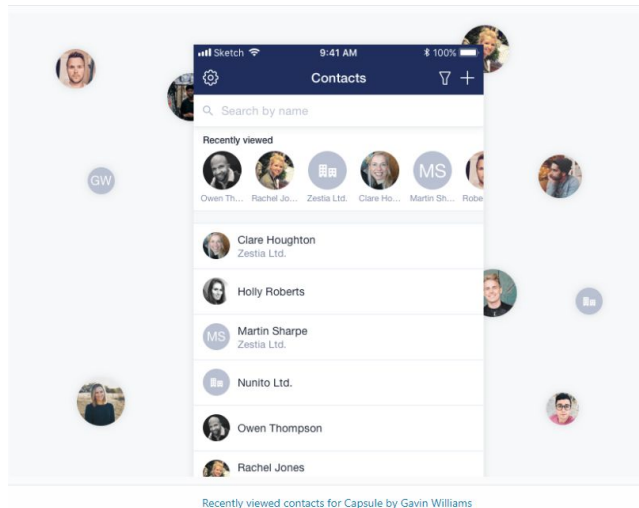 Sketch 9:41 AM 100%
Contacts
Search by name
Recently viewed
MS
Owen Th... Rachel Jo... Zestia Ltd. Clare Ho... Martin Sh... Robe
GW
Clare Houghton
Zestia Ltd.
Holly Roberts
MS
Martin Sharpe
Zestia Ltd.
Nunito Ltd.
Owen Thompson
Rachel Jones
Recently viewed contacts for Capsule by Gavin Williams